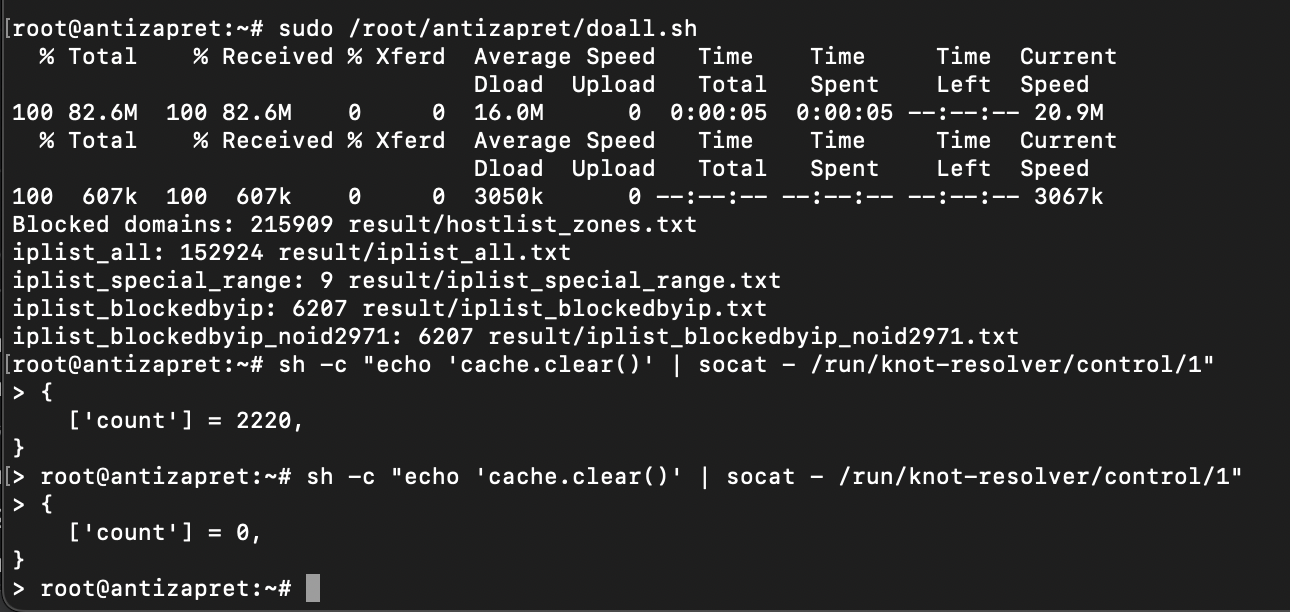 [root@antizapret:~# sudo /root/antizapret/doall.sh
  % Total    % Received % Xferd  Average Speed   Time    Time     Time  Current
                                 Dload  Upload   Total   Spent    Left  Speed
100 82.6M  100 82.6M    0     0  16.0M      0  0:00:05  0:00:05 --:--:-- 20.9M
  % Total    % Received % Xferd  Average Speed   Time    Time     Time  Current
                                 Dload  Upload   Total   Spent    Left  Speed
100  607k  100  607k    0     0  3050k      0 --:--:-- --:--:-- --:--:-- 3067k
Blocked domains: 215909 result/hostlist_zones.txt
iplist_all: 152924 result/iplist_all.txt
iplist_special_range: 9 result/iplist_special_range.txt
iplist_blockedbyip: 6207 result/iplist_blockedbyip.txt
iplist_blockedbyip_noid2971: 6207 result/iplist_blockedbyip_noid2971.txt
[root@antizapret:~# sh -c "echo 'cache.clear()' | socat - /run/knot-resolver/control/1"
> {
    ['count'] = 2220,
}
[> root@antizapret:~# sh -c "echo 'cache.clear()' | socat - /run/knot-resolver/control/1"
> {
    ['count'] = 0,
}
> root@antizapret:~#